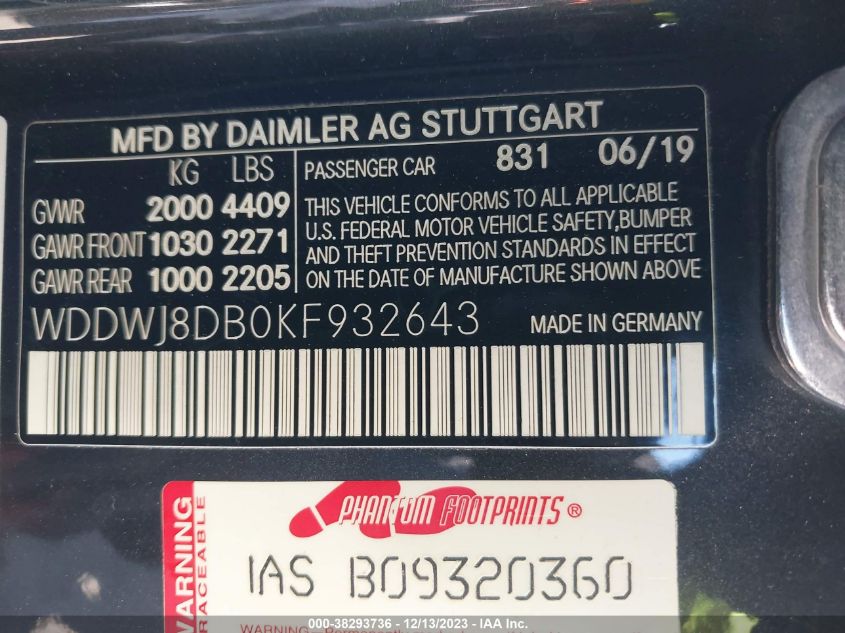 MFD BY DAIMLER AG STUTTGART
KG LBS
PASSENGER CAR 831 06/19
GVWR 2000 4409
GAWR FRONT 1030 2271
GAWR REAR 1000 2205
THIS VEHICLE CONFORMS TO ALL APPLICABLE
U.S. FEDERAL MOTOR VEHICLE SAFETY,BUMPER
AND THEFT PREVENTION STANDARDS IN EFFECT
ON THE DATE OF MANUFACTURE SHOWN ABOVE
WDDWJ8DB0KF932643 MADE IN GERMANY
PHANTOM FOOTPRINTS®
WARNING
RACEABLE
IAS B09320360
000-38293736 - 12/13/2023 - IAA Inc.